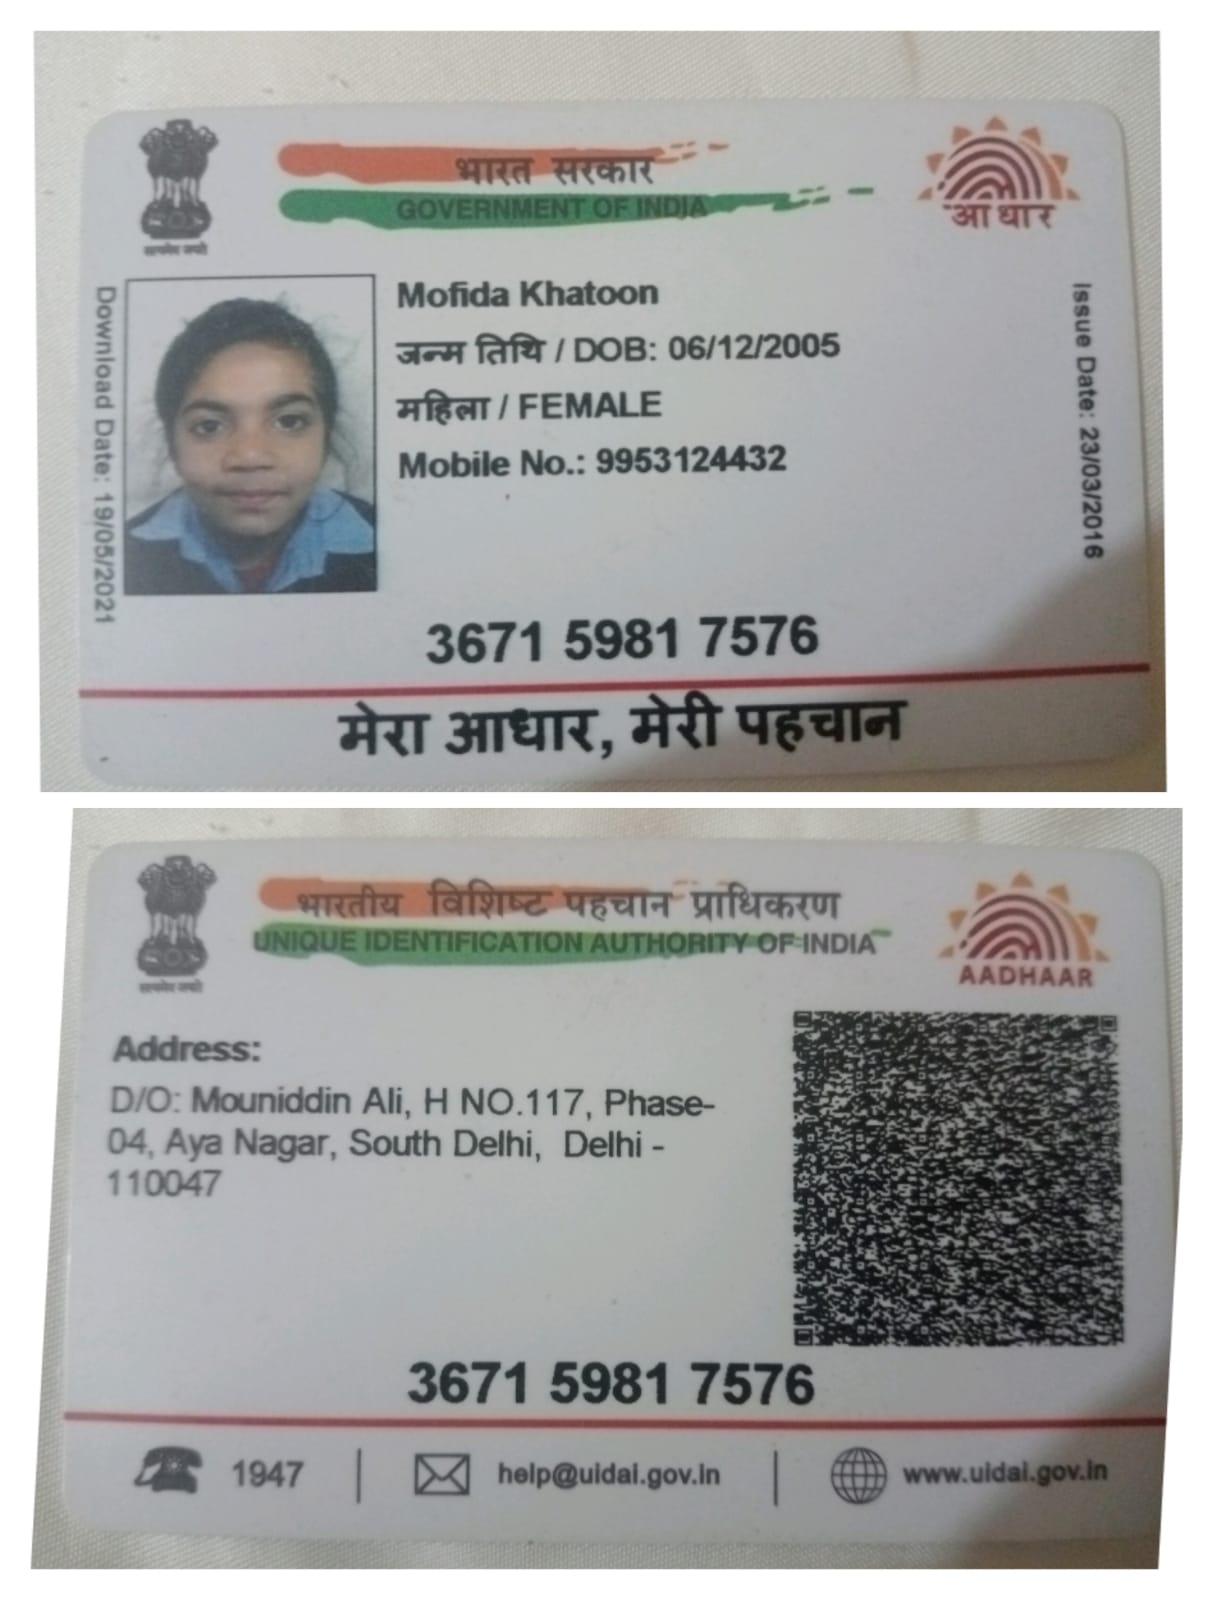 भारत सरकार
GOVERNMENT OF INDIA
आधार
सत्यमेव जयते
Download Date: 19/05/2021
Mofida Khatoon
जन्म तिथि / DOB: 06/12/2005
महिला / FEMALE
Mobile No.: 9953124432
Issue Date: 23/03/2016
3671 5981 7576
मेरा आधार, मेरी पहचान
भारतीय विशिष्ट पहचान प्राधिकरण
UNIQUE IDENTIFICATION AUTHORITY OF INDIA
AADHAAR
सत्यमेव जयते
Address:
D/O: Mouniddin Ali, H NO.117, Phase-
04, Aya Nagar, South Delhi, Delhi -
110047
3671 5981 7576
1947
help@uidai.gov.in
www.uidai.gov.in